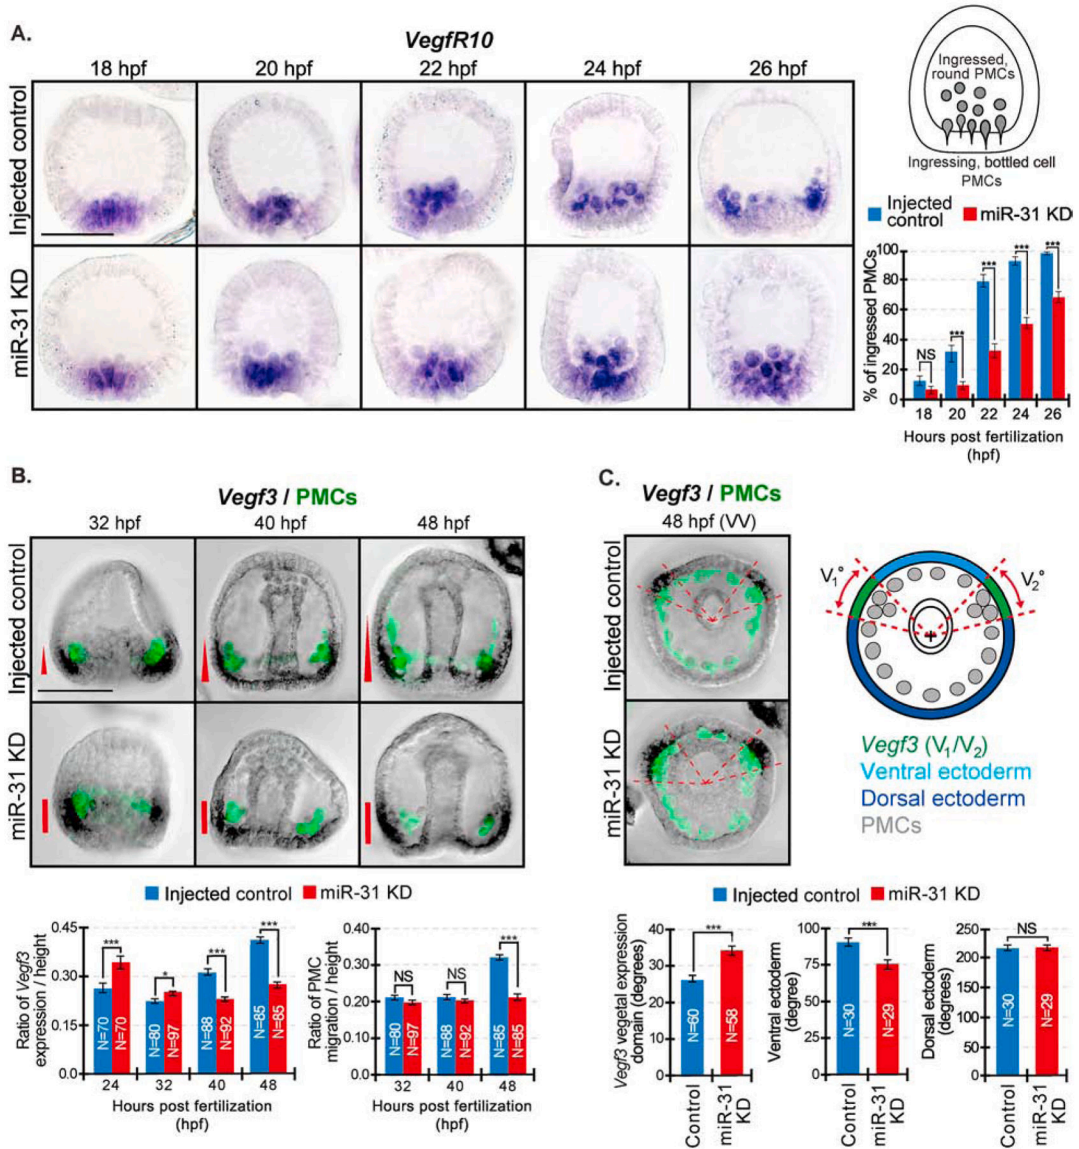 A.
VegfR10
18 hpf 20 hpf 22 hpf 24 hpf 26 hpf
Injected control
miR-31 KD
Ingressed,
round PMCs
Ingressing, bottled cell
PMCs
Injected
control
miR-31 KD
% of ingressed PMCs
100
80
60
40
20
0
NS *** *** *** ***
18 20 22 24 26
Hours post fertilization
(hpf)
B.
Vegf3 / PMCs
32 hpf 40 hpf 48 hpf
Injected control
miR-31 KD
Injected control miR-31 KD
Ratio of Vegf3
expression / height
0.45
0.30
0.15
0.0
*** * *** ***
N=70 N=70 N=80 N=97 N=88 N=92 N=85 N=85
24 32 40 48
Hours post fertilization
(hpf)
Ratio of PMC
migration / height
0.40
0.30
0.20
0.10
0.0
NS NS ***
N=80 N=97 N=88 N=92 N=85 N=85
32 40 48
Hours post fertilization
(hpf)
C.
Vegf3 / PMCs
48 hpf (VV)
Injected control
miR-31 KD
V1° V2°
+
Vegf3 (V1/V2)
Ventral ectoderm
Dorsal ectoderm
PMCs
Injected control miR-31 KD
Vegf3 vegetal expression
domain (degrees)
40
30
20
10
0
***
N=60 N=58
Control miR-31 KD
Ventral ectoderm
(degree)
100
75
50
25
0
***
N=30 N=29
Control miR-31 KD
Dorsal ectoderm
(degrees)
250
200
150
100
50
0
NS
N=30 N=29
Control miR-31 KD